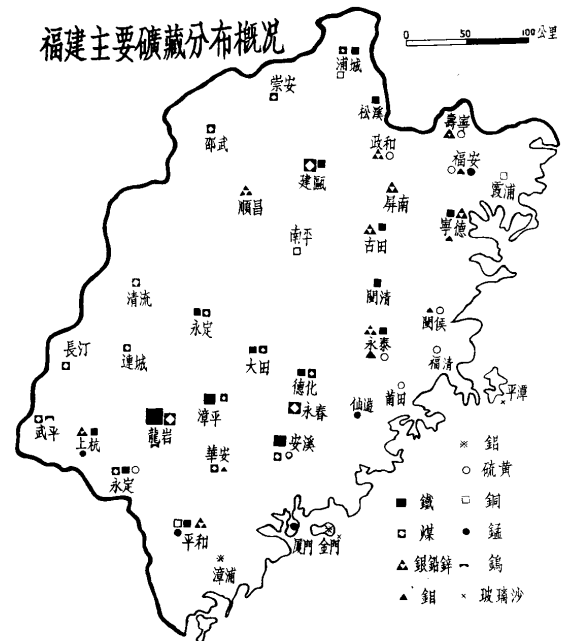 福建主要礦藏分布概况
0 50 100公里
浦城
崇安
松溪
邵武
政和
壽寧
福安
建甌
霞浦
順昌
屏南
寧德
南平
古田
清流
閩清
永定
閩侯
長汀
連城
大田
永泰
福清
德化
平潭
漳平
永春
仙遊
莆田
武平
上杭
龍岩
安溪
華安
永定
平和
厦門
金門
漳浦
鋁
硫黄
鐵
銅
煤
錳
銀鉛鋅
鎢
鉬
玻璃沙